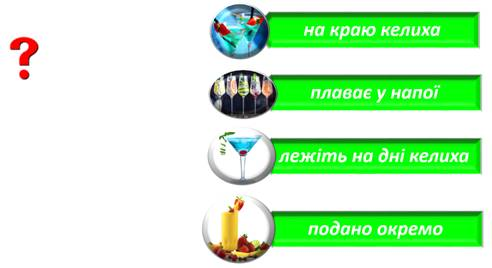 ?
на краю келиха
плаває у напої
лежіть на дні келиха
подано окремо